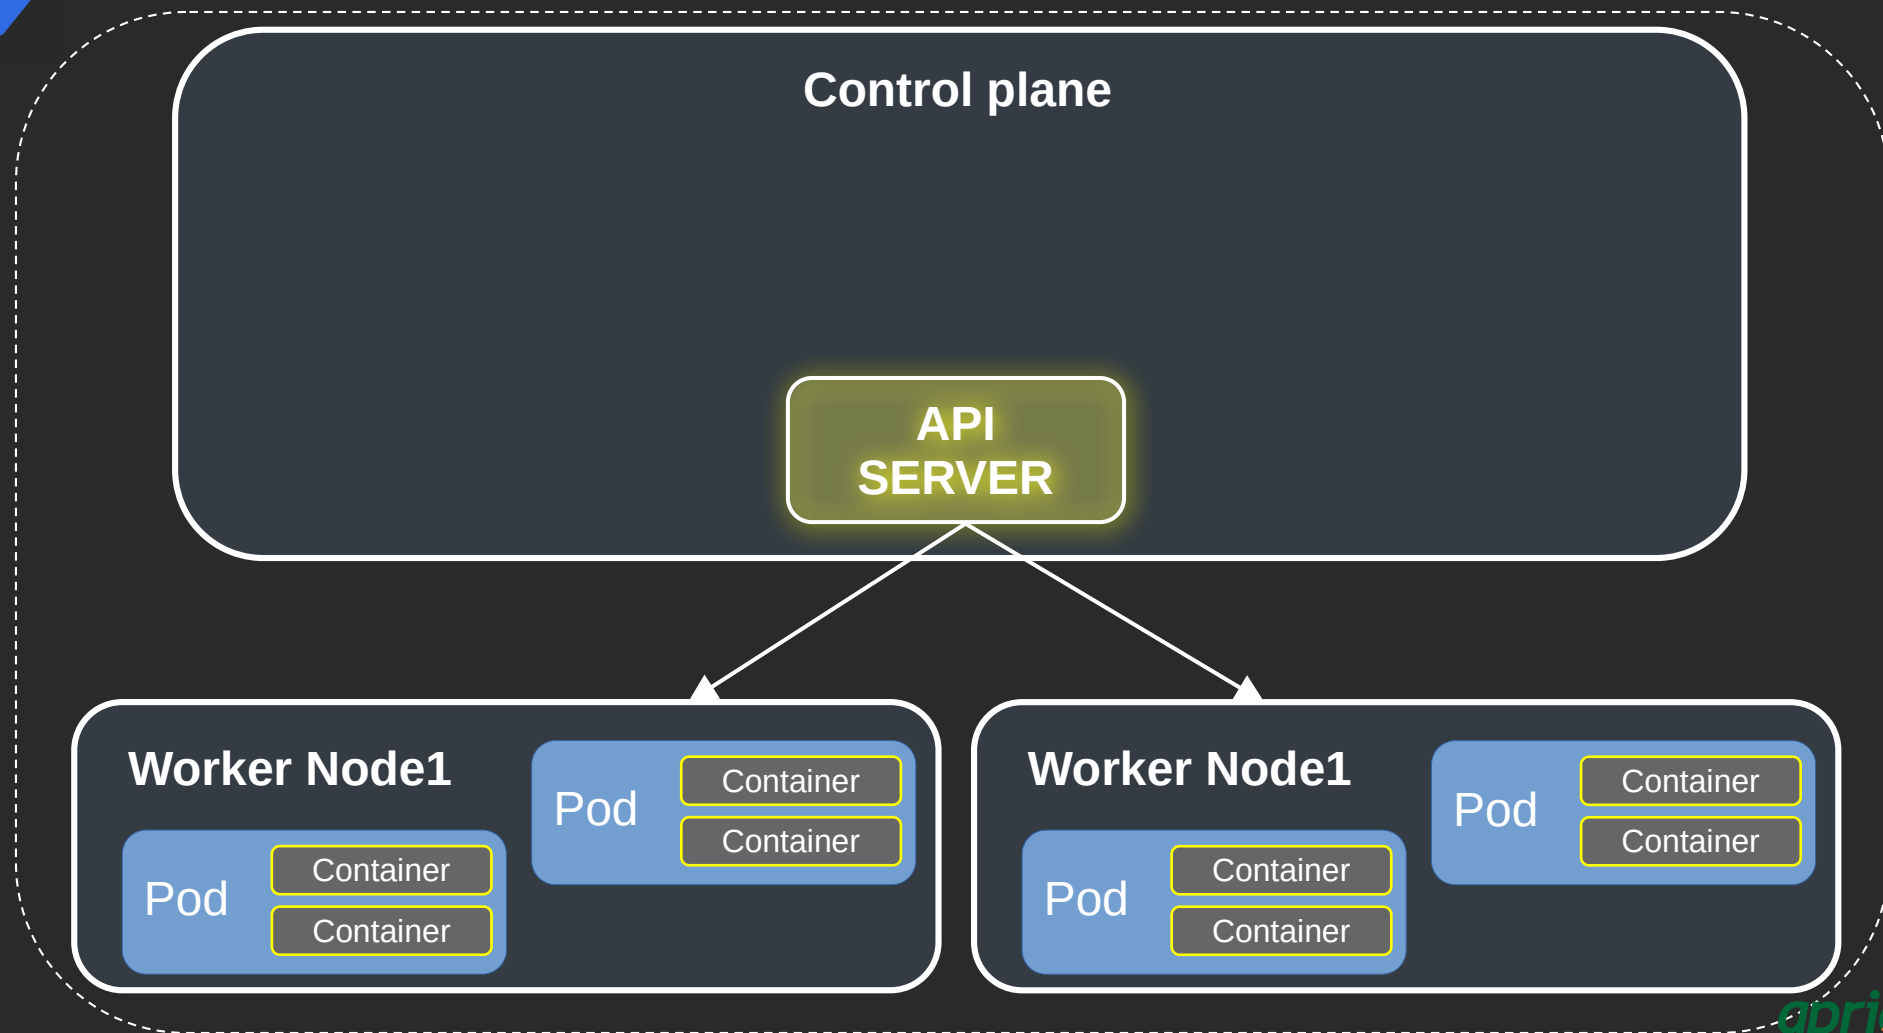 Control plane
API
SERVER
Worker Node1
Pod
Container
Container
Pod
Container
Container
Worker Node1
Pod
Container
Container
Pod
Container
Container